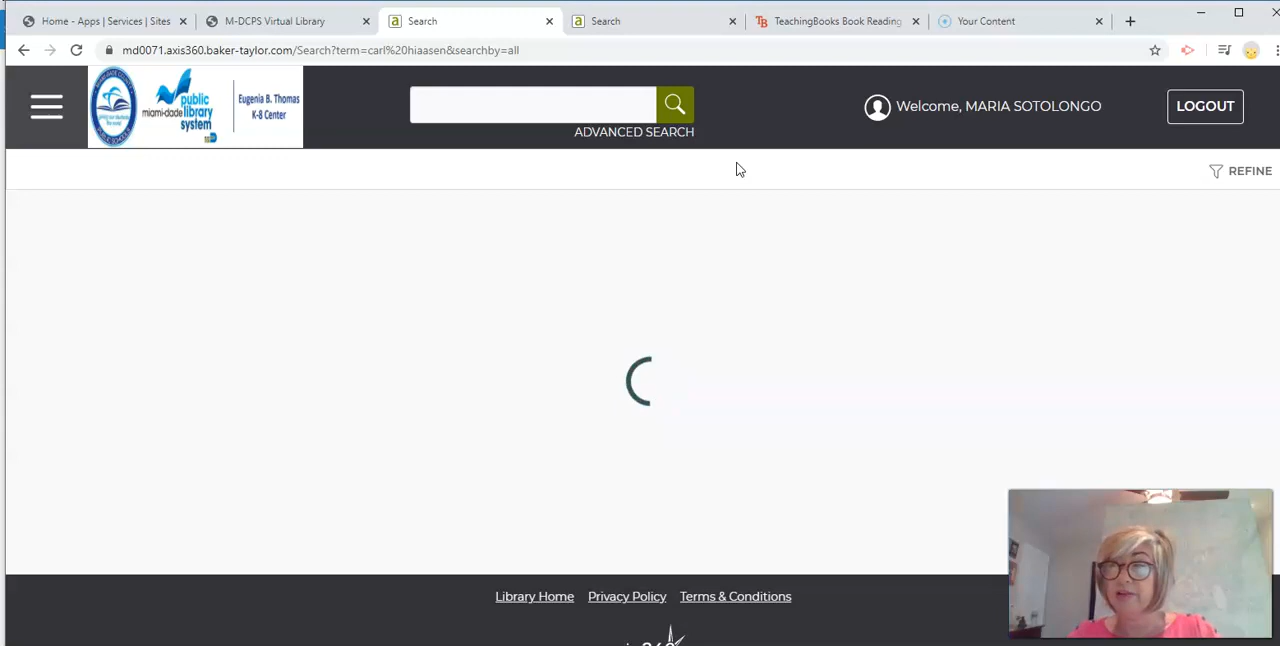 Home - Apps | Services | Sites
M-DCPS Virtual Library
Search
Search
TeachingBooks Book Reading
Your Content
md0071.axis360.baker-taylor.com/Search?term=carl%20hiaasen&searchby=all
miami-dade
public
library
system
Eugenia B. Thomas
K-8 Center
ADVANCED SEARCH
Welcome, MARIA SOTOLONGO
LOGOUT
REFINE
Library Home
Privacy Policy
Terms & Conditions